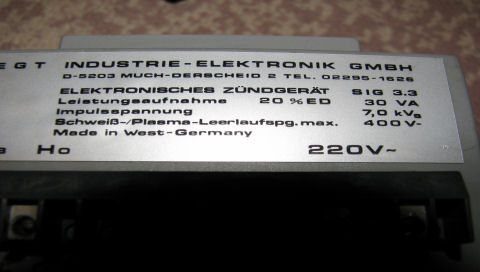 EGT INDUSTRIE-ELEKTRONIK GMBH
D-5203 MUCH-DERSCHEID 2 TEL. 02295-1626
ELEKTRONISCHES ZÜNDGERÄT SIG 3.3
Leistungsaufnahme 20%ED 30 VA
Impulsspannung 7,0 kVs
Schweiß-/Plasma-Leerlaufspg. max. 400V-
Made in West-Germany
Ho 220V~